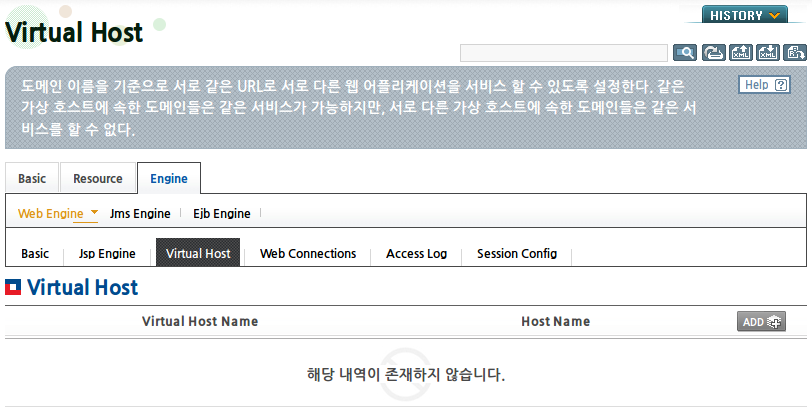 HISTORY
Virtual Host
도메인 이름을 기준으로 서로 같은 URL로 서로 다른 웹 어플리케이션을 서비스 할 수 있도록 설정한다. 같은
가상 호스트에 속한 도메인들은 같은 서비스가 가능하지만, 서로 다른 가상 호스트에 속한 도메인들은 같은 서
비스를 할 수 없다.
Help ?
Basic Resource Engine
Web Engine Jms Engine Ejb Engine
Basic Jsp Engine Virtual Host Web Connections Access Log Session Config
Virtual Host
Virtual Host Name Host Name ADD
해당 내역이 존재하지 않습니다.